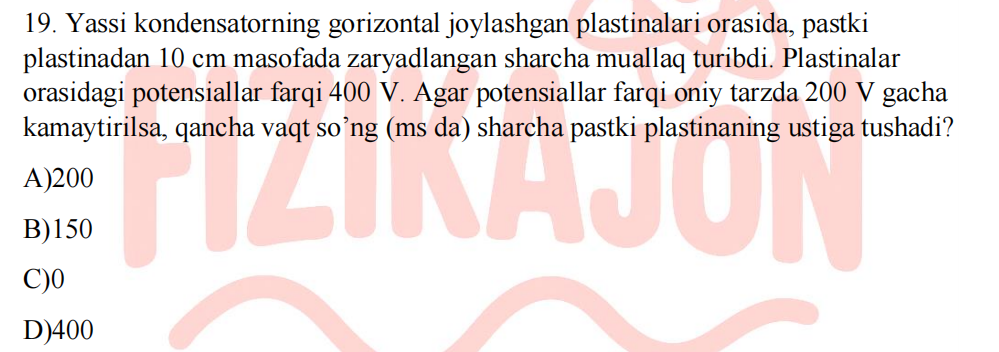 19. Yassi kondensatorning gorizontal joylashgan plastinalari orasida, pastki
plastinadan 10 cm masofada zaryadlangan sharcha muallaq turibdi. Plastinalar
orasidagi potensiallar farqi 400 V. Agar potensiallar farqi oniy tarzda 200 V gacha
kamaytirilsa, qancha vaqt so’ng (ms da) sharcha pastki plastinaning ustiga tushadi?
FIZIKAJON
A)200
B)150
C)0
D)400